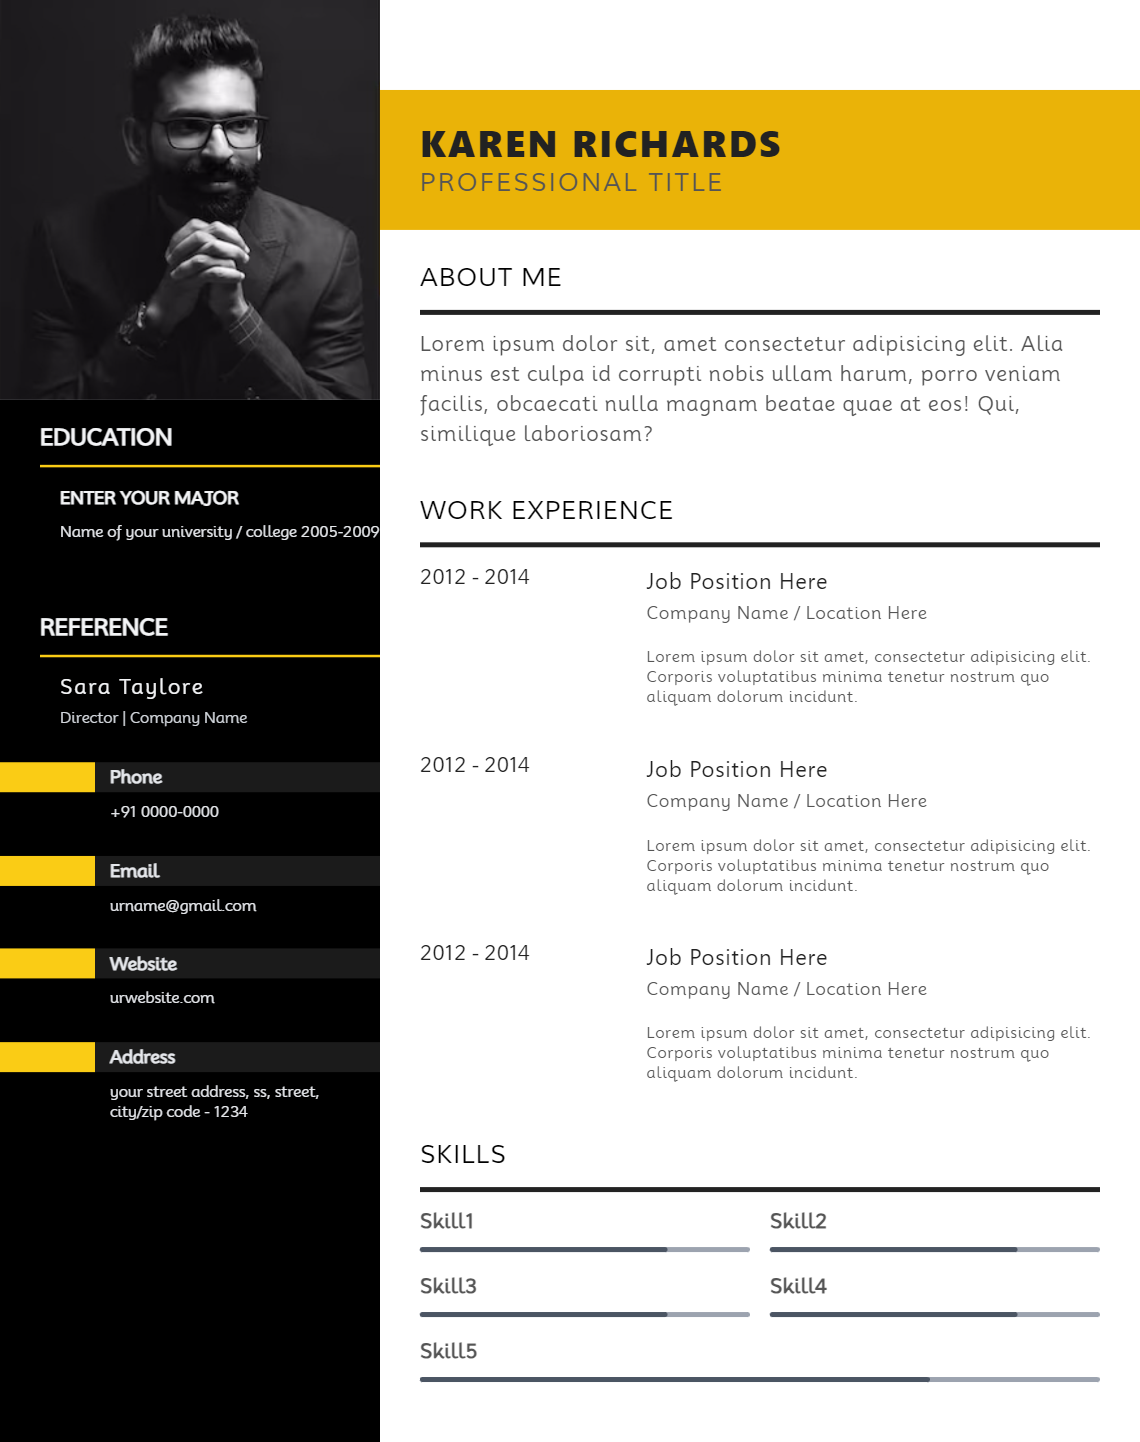 KAREN RICHARDS
PROFESSIONAL TITLE
EDUCATION
ENTER YOUR MAJOR
Name of your university / college 2005-2009
REFERENCE
Sara Taylore
Director | Company Name
Phone
+91 0000-0000
Email
urname@gmail.com
Website
urwebsite.com
Address
your street address, ss, street,
city/zip code - 1234
ABOUT ME
Lorem ipsum dolor sit, amet consectetur adipisicing elit. Alia
minus est culpa id corrupti nobis ullam harum, porro veniam
facilis, obcaecati nulla magnam beatae quae at eos! Qui,
similique laboriosam?
WORK EXPERIENCE
2012 - 2014
Job Position Here
Company Name / Location Here
Lorem ipsum dolor sit amet, consectetur adipisicing elit.
Corporis voluptatibus minima tenetur nostrum quo
aliquam dolorum incidunt.
2012 - 2014
Job Position Here
Company Name / Location Here
Lorem ipsum dolor sit amet, consectetur adipisicing elit.
Corporis voluptatibus minima tenetur nostrum quo
aliquam dolorum incidunt.
2012 - 2014
Job Position Here
Company Name / Location Here
Lorem ipsum dolor sit amet, consectetur adipisicing elit.
Corporis voluptatibus minima tenetur nostrum quo
aliquam dolorum incidunt.
SKILLS
Skill1
Skill2
Skill3
Skill4
Skill5